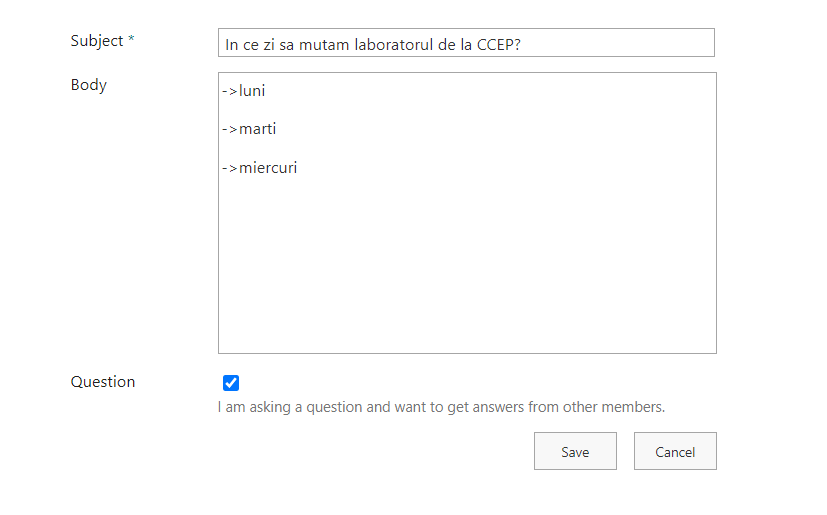 Subject *
In ce zi sa mutam laboratorul de la CCEP?
Body
->luni
->marti
->miercuri
Question
I am asking a question and want to get answers from other members.
Save
Cancel